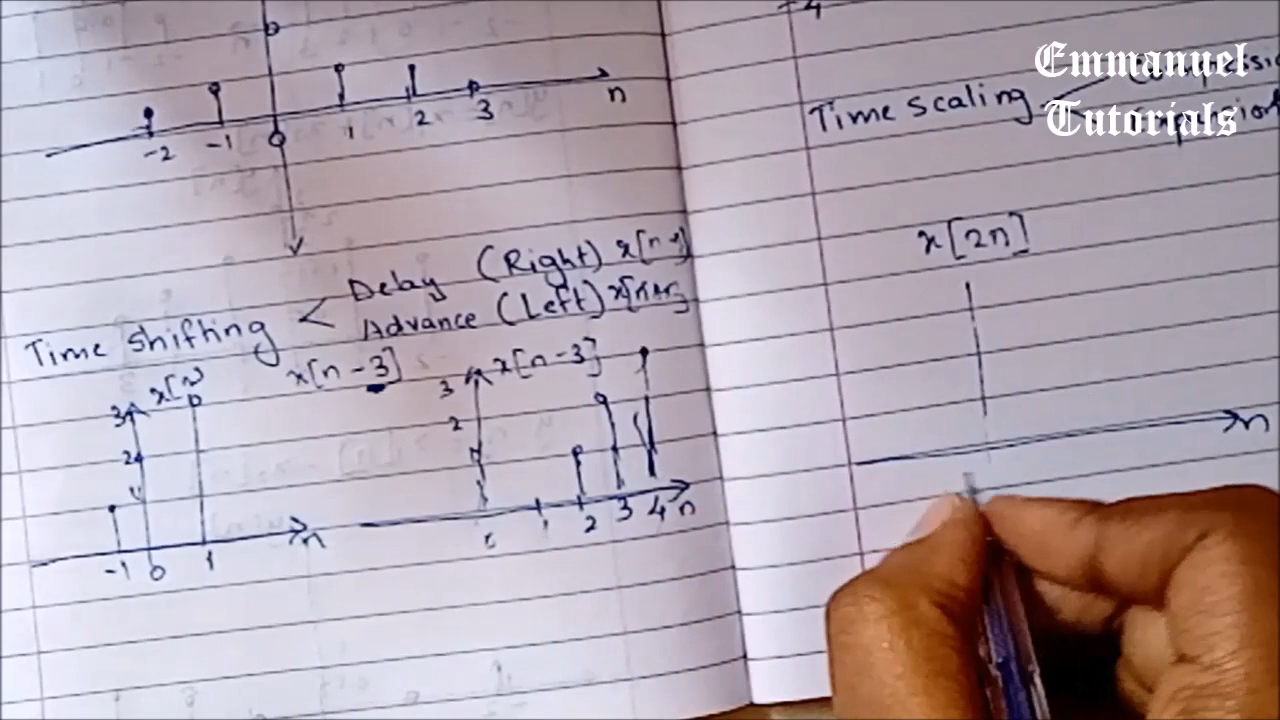 -2 -1 0 1 2 3 n
Time shifting < Delay (Right)
Advance (Left)
x[n-3]
x[n]
3
2
1
-1 0 1 n
x[n-3]
3
2
1 2 3 4 n
-4
Emmanuel
Tutorials
Time scaling
x[2n]
n